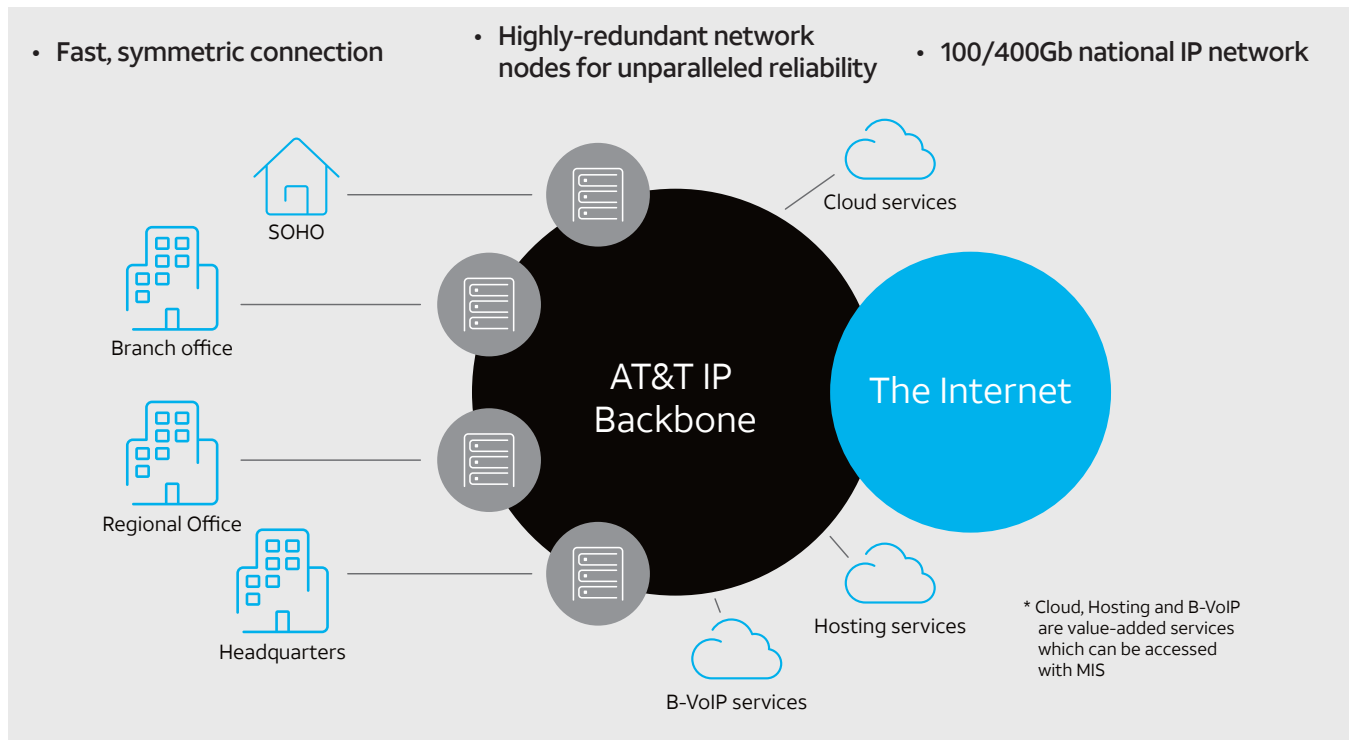 • Fast, symmetric connection
• Highly-redundant network
nodes for unparalleled reliability
• 100/400Gb national IP network
SOHO
Cloud services
Branch office
AT&T IP
Backbone
The Internet
Regional Office
Headquarters
Hosting services
B-VoIP services
* Cloud, Hosting and B-VoIP
are value-added services
which can be accessed
with MIS